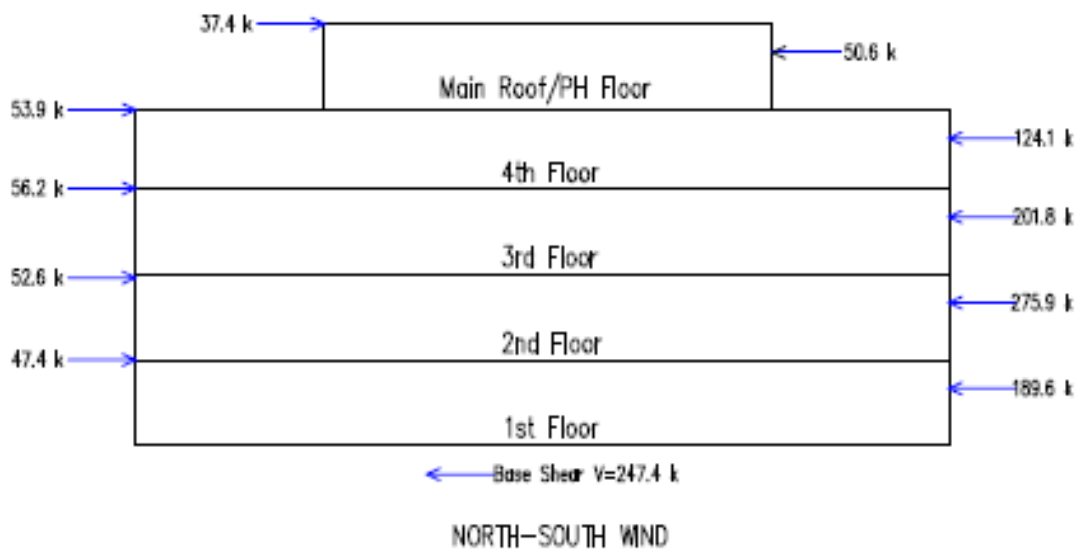 37.4 k
50.6 k
Main Roof/PH Floor
53.9 k
124.1 k
4th Floor
56.2 k
201.8 k
3rd Floor
52.6 k
275.9 k
2nd Floor
47.4 k
189.6 k
1st Floor
Base Shear V=247.4 k
NORTH-SOUTH WIND